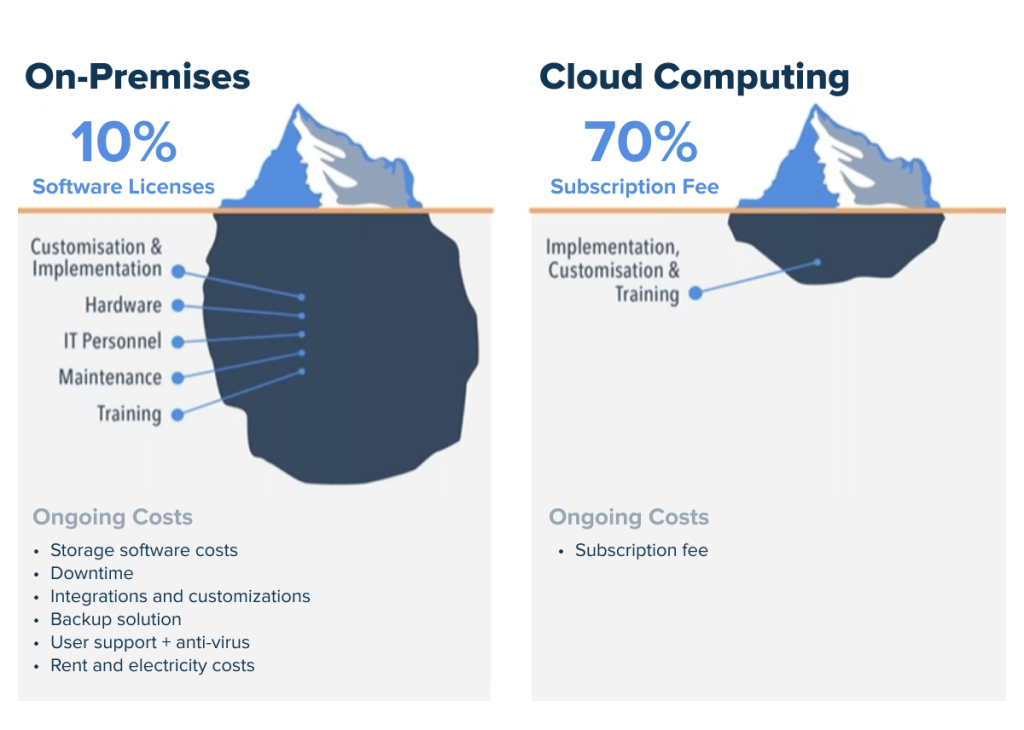 On-Premises
10%
Software Licenses
Customisation &
Implementation
Hardware
IT Personnel
Maintenance
Training
Ongoing Costs
• Storage software costs
• Downtime
• Integrations and customizations
• Backup solution
• User support + anti-virus
• Rent and electricity costs
Cloud Computing
70%
Subscription Fee
Implementation,
Customisation &
Training
Ongoing Costs
• Subscription fee